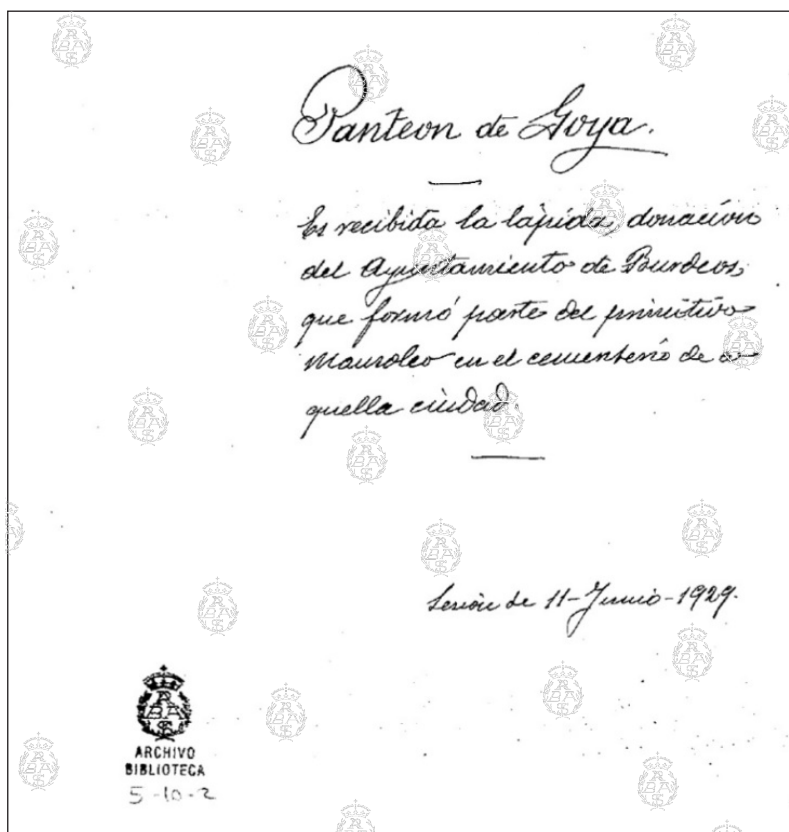 Panteon de Goya.
Es recibida la lápida, donación
del Ayuntamiento de Burdeos,
que formó parte del primitivo
Mausoleo en el cementerio de a-
quella ciudad.
Sesión de 11-Junio-1929.
ARCHIVO
BIBLIOTECA
5-10-2